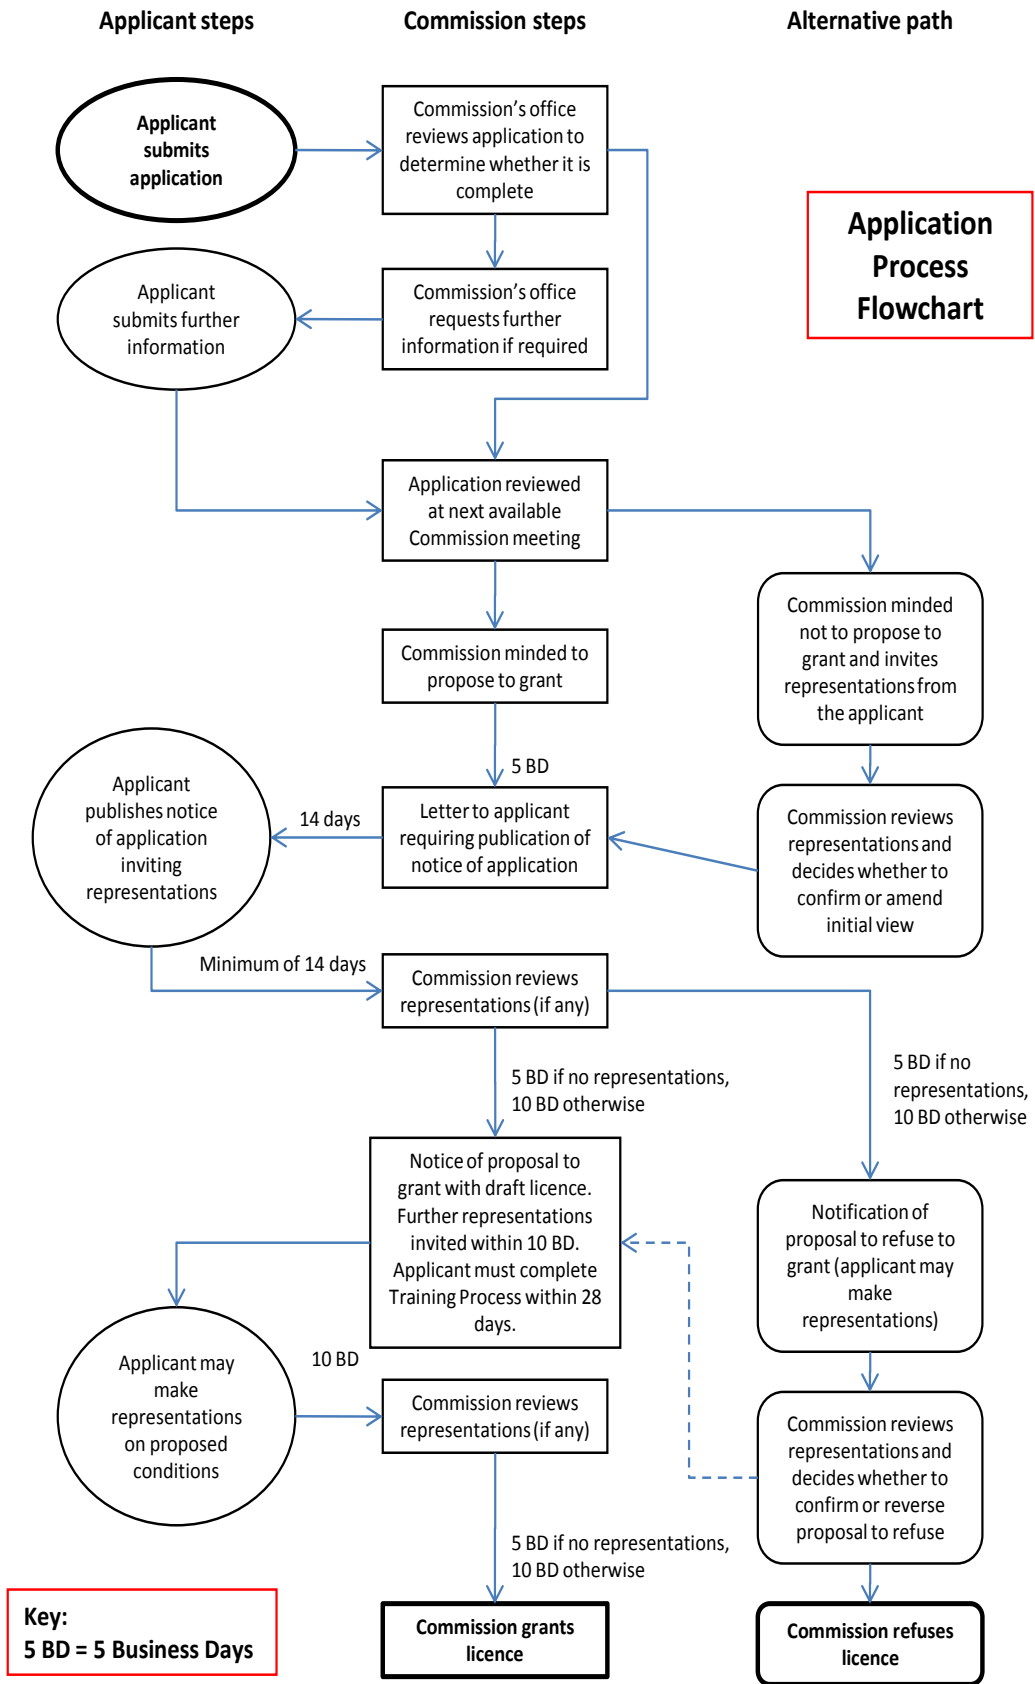 Applicant steps
Commission steps
Alternative path
Applicant
submits
application
Commission's office
reviews application to
determine whether it is
complete
Application
Process
Flowchart
Applicant
submits further
information
Commission's office
requests further
information if required
Application reviewed
at next available
Commission meeting
Commission minded
not to propose to
grant and invites
representations from
the applicant
Commission minded to
propose to grant
5 BD
Applicant
publishes notice
of application
inviting
representations
14 days
Letter to applicant
requiring publication of
notice of application
Commission reviews
representations and
decides whether to
confirm or amend
initial view
Minimum of 14 days
Commission reviews
representations (if any)
5 BD if no representations,
10 BD otherwise
5 BD if no
representations,
10 BD otherwise
Notice of proposal to
grant with draft licence.
Further representations
invited within 10 BD.
Applicant must complete
Training Process within 28
days.
Notification of
proposal to refuse to
grant (applicant may
make
representations)
Applicant may
make
representations
on proposed
conditions
10 BD
Commission reviews
representations (if any)
Commission reviews
representations and
decides whether to
confirm or reverse
proposal to refuse
5 BD if no representations,
10 BD otherwise
Key:
5 BD = 5 Business Days
Commission grants
licence
Commission refuses
licence